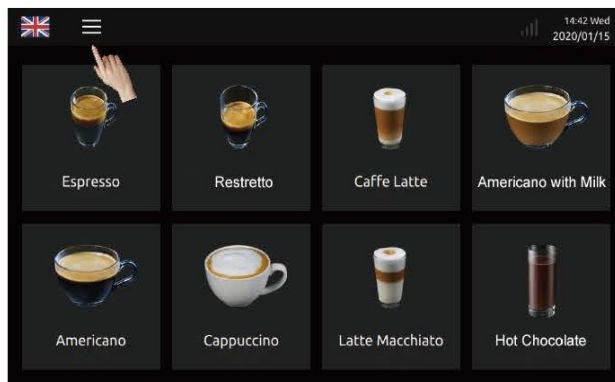 14:42 Wed
2020/01/15
Espresso
Restretto
Caffe Latte
Americano with Milk
Americano
Cappuccino
Latte Macchiato
Hot Chocolate